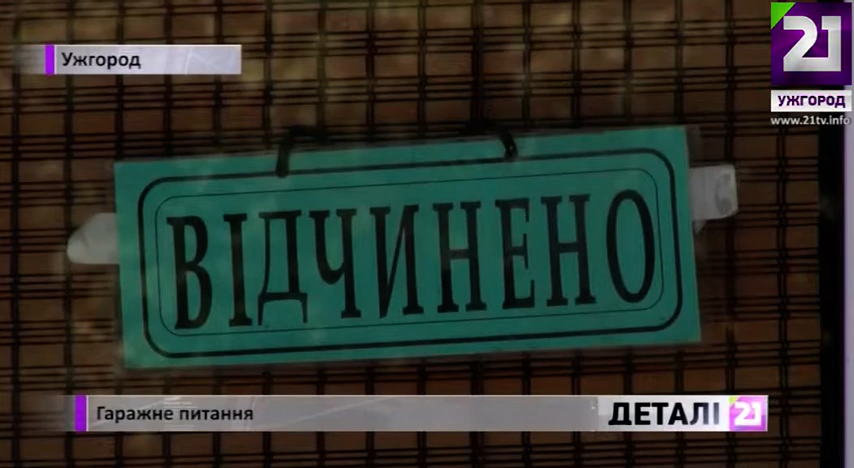 Ужгород
21
УЖГОРОД
www.21tv.info
ВІДЧИНЕНО
Гаражне питання
ДЕТАЛІ 21